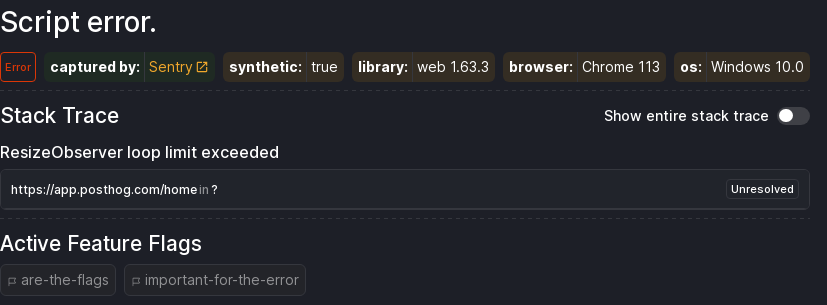 Script error.
Error captured by: Sentry synthetic: true library: web 1.63.3 browser: Chrome 113 os: Windows 10.0
Stack Trace Show entire stack trace
ResizeObserver loop limit exceeded
https://app.posthog.com/home in ? Unresolved
Active Feature Flags
are-the-flags important-for-the-error